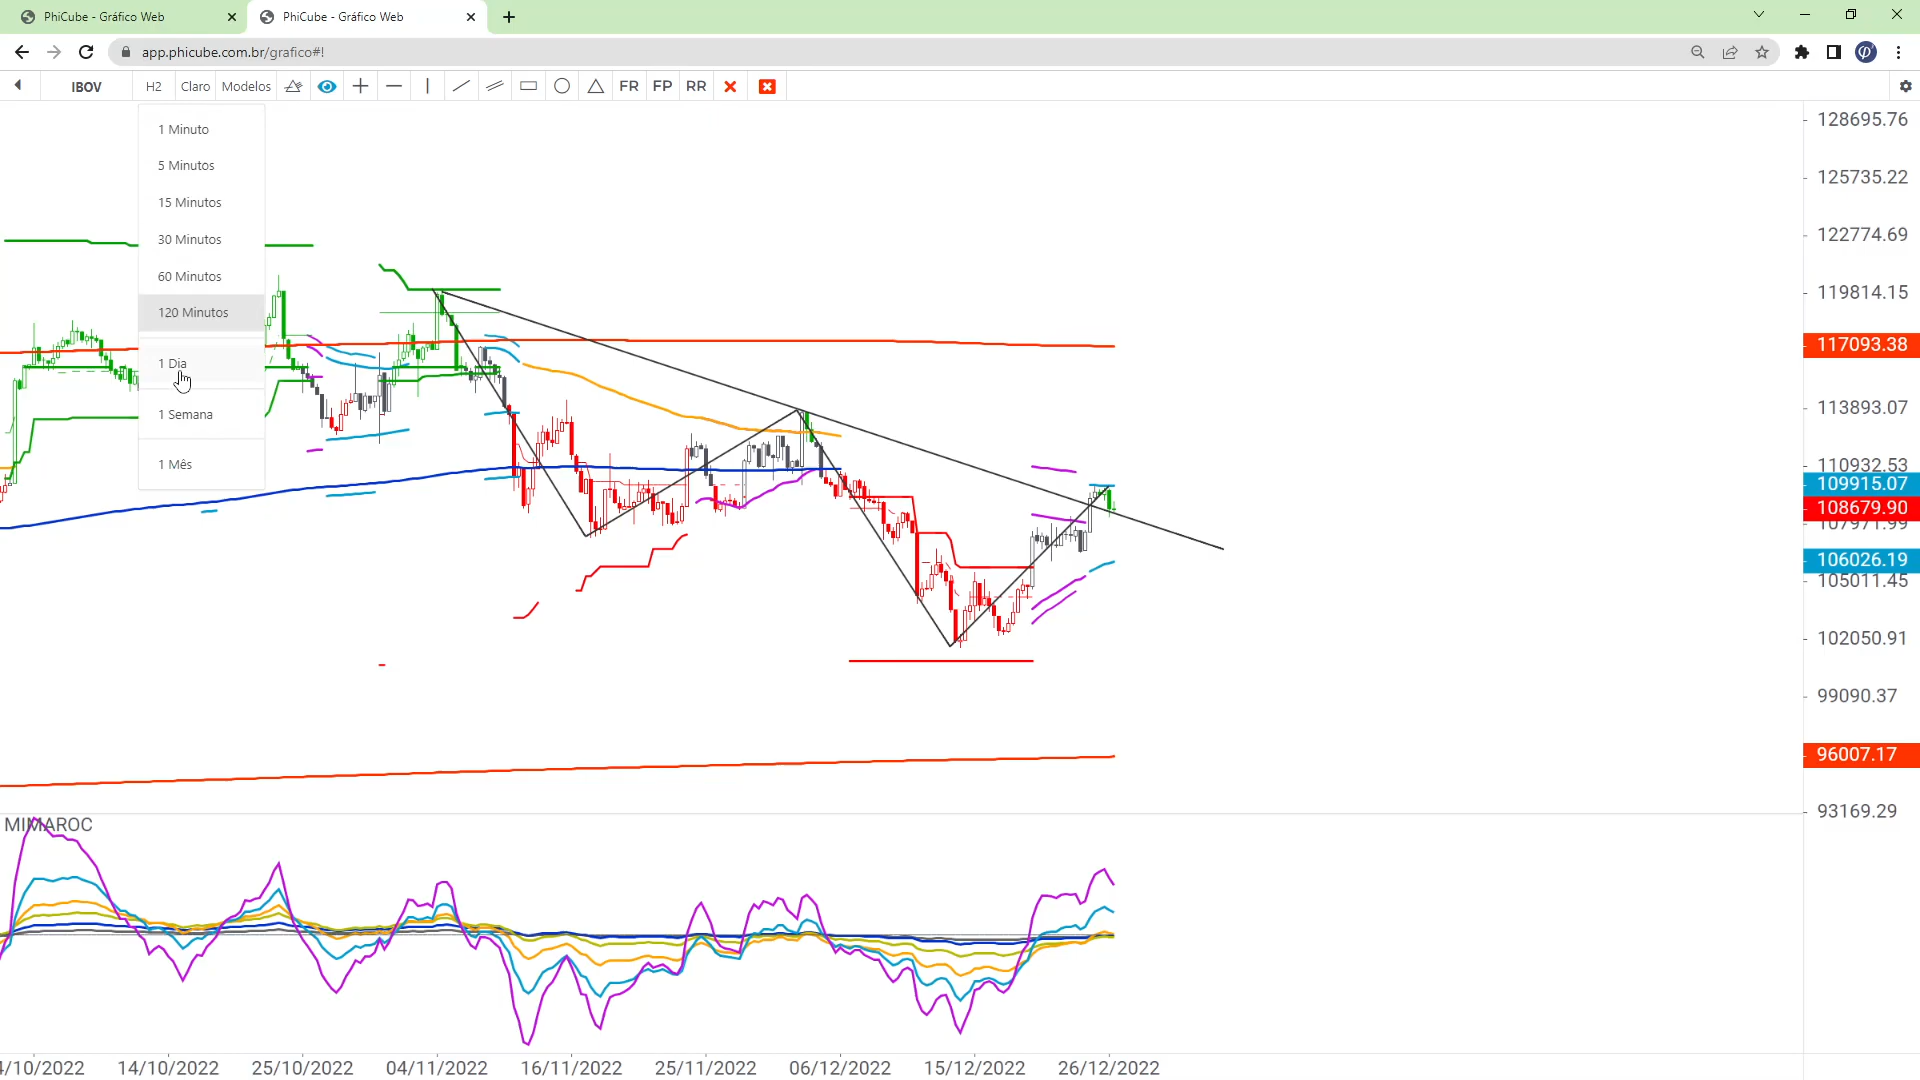 PhiCube - Gráfico Web
PhiCube - Gráfico Web
app.phicube.com.br/grafico#!
IBOV H2 Claro Modelos FR FP RR
1 Minuto
5 Minutos
15 Minutos
30 Minutos
60 Minutos
120 Minutos
1 Dia
1 Semana
1 Mês
128695.76
125735.22
122774.69
119814.15
117093.38
113893.07
110932.53
109915.07
108679.90
107971.99
106026.19
105011.45
102050.91
99090.37
96007.17
93169.29
MIMAROC
4/10/2022 14/10/2022 25/10/2022 04/11/2022 16/11/2022 25/11/2022 06/12/2022 15/12/2022 26/12/2022